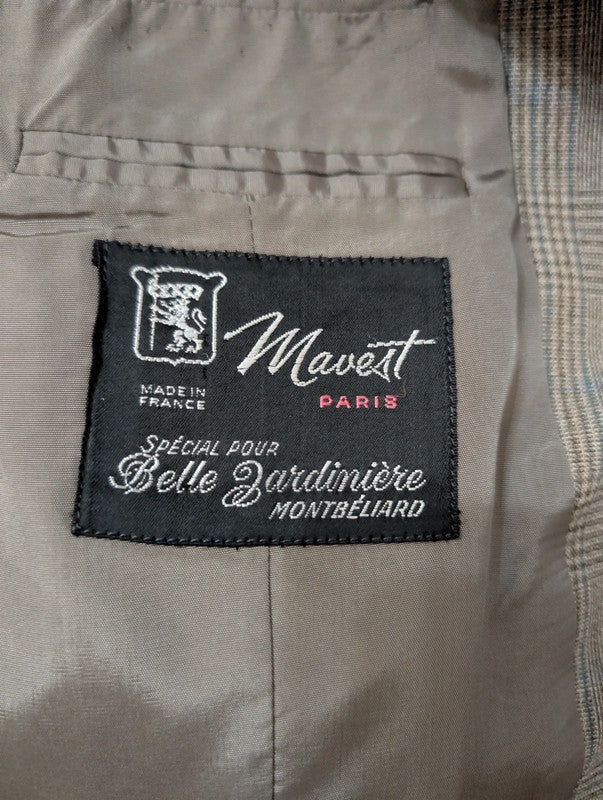 Mavest
PARIS
MADE IN
FRANCE
SPÉCIAL POUR
Belle Jardinière
MONTBÉLIARD